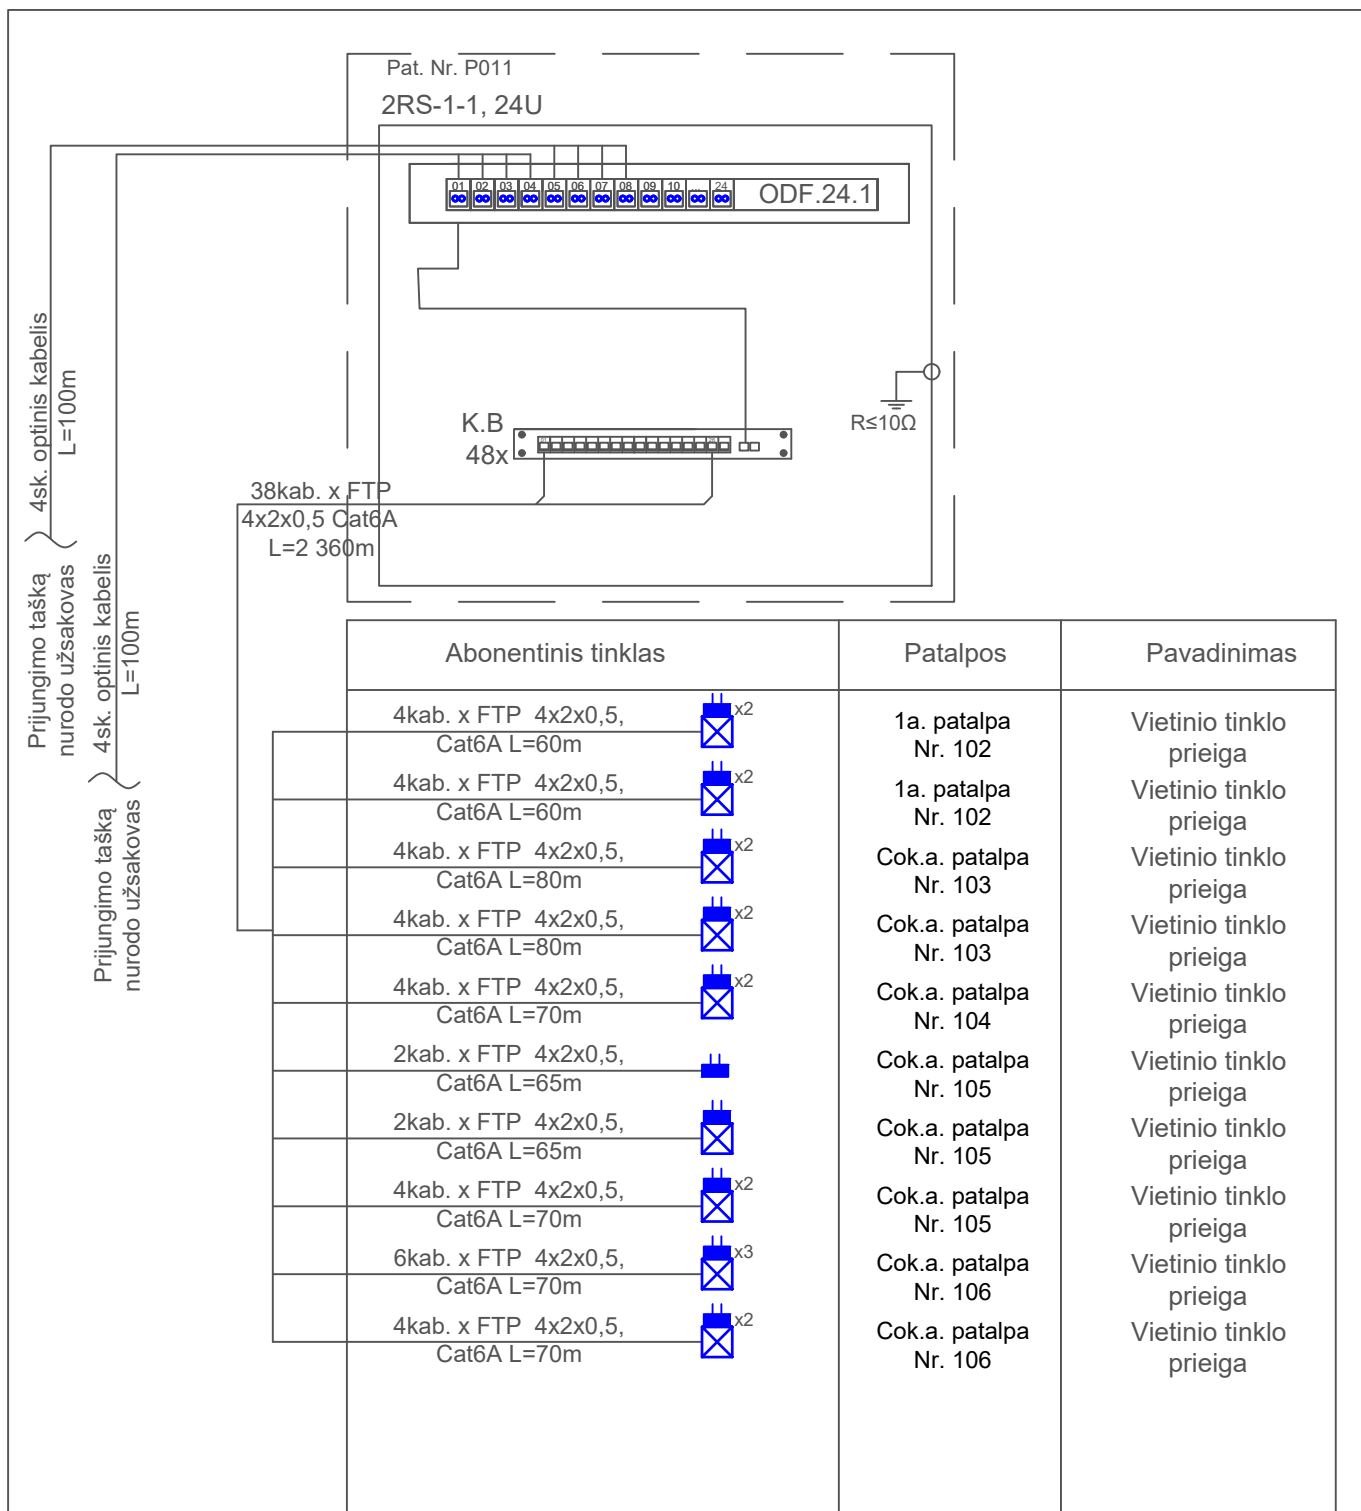 Pat. Nr. P011
2RS-1-1, 24U
01 02 03 04 05 06 07 08 09 10 ... 24
ODF.24.1
R≤10Ω
K.B
48x
38kab. x FTP
4x2x0,5 Cat6A
L=2 360m
4sk. optinis kabelis
L=100m
Prijungimo tašką
nurodo užsakovas
4sk. optinis kabelis
L=100m
Prijungimo tašką
nurodo užsakovas
Abonentinis tinklas Patalpos Pavadinimas
4kab. x FTP 4x2x0,5, x2 1a. patalpa Vietinio tinklo
Cat6A L=60m Nr. 102 prieiga
4kab. x FTP 4x2x0,5, x2 1a. patalpa Vietinio tinklo
Cat6A L=60m Nr. 102 prieiga
4kab. x FTP 4x2x0,5, x2 Cok.a. patalpa Vietinio tinklo
Cat6A L=80m Nr. 103 prieiga
4kab. x FTP 4x2x0,5, x2 Cok.a. patalpa Vietinio tinklo
Cat6A L=80m Nr. 103 prieiga
4kab. x FTP 4x2x0,5, x2 Cok.a. patalpa Vietinio tinklo
Cat6A L=70m Nr. 104 prieiga
2kab. x FTP 4x2x0,5, Cok.a. patalpa Vietinio tinklo
Cat6A L=65m Nr. 105 prieiga
2kab. x FTP 4x2x0,5, Cok.a. patalpa Vietinio tinklo
Cat6A L=65m Nr. 105 prieiga
4kab. x FTP 4x2x0,5, x2 Cok.a. patalpa Vietinio tinklo
Cat6A L=70m Nr. 105 prieiga
6kab. x FTP 4x2x0,5, x3 Cok.a. patalpa Vietinio tinklo
Cat6A L=70m Nr. 106 prieiga
4kab. x FTP 4x2x0,5, x2 Cok.a. patalpa Vietinio tinklo
Cat6A L=70m Nr. 106 prieiga